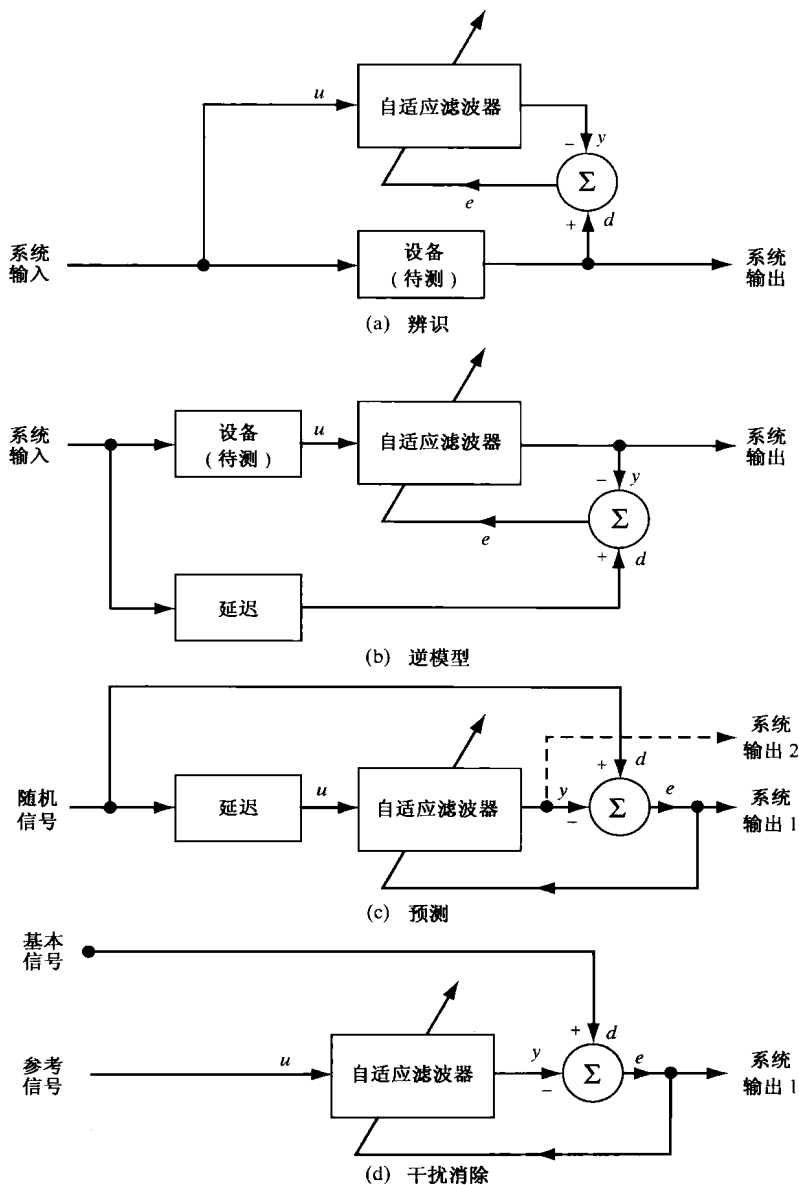 u
自适应滤波器
− y
Σ
e
+ d
系统
输入
设备
(待测)
系统
输出
(a) 辨识
系统
输入
设备
(待测)
u
自适应滤波器
系统
输出
− y
Σ
e
+ d
延迟
(b) 逆模型
系统
输出 2
+ d
随机
信号
延迟
u
自适应滤波器
y
−
Σ
e
系统
输出 1
(c) 预测
基本
信号
+ d
参考
信号
u
自适应滤波器
y
−
Σ
e
系统
输出 1
(d) 干扰消除